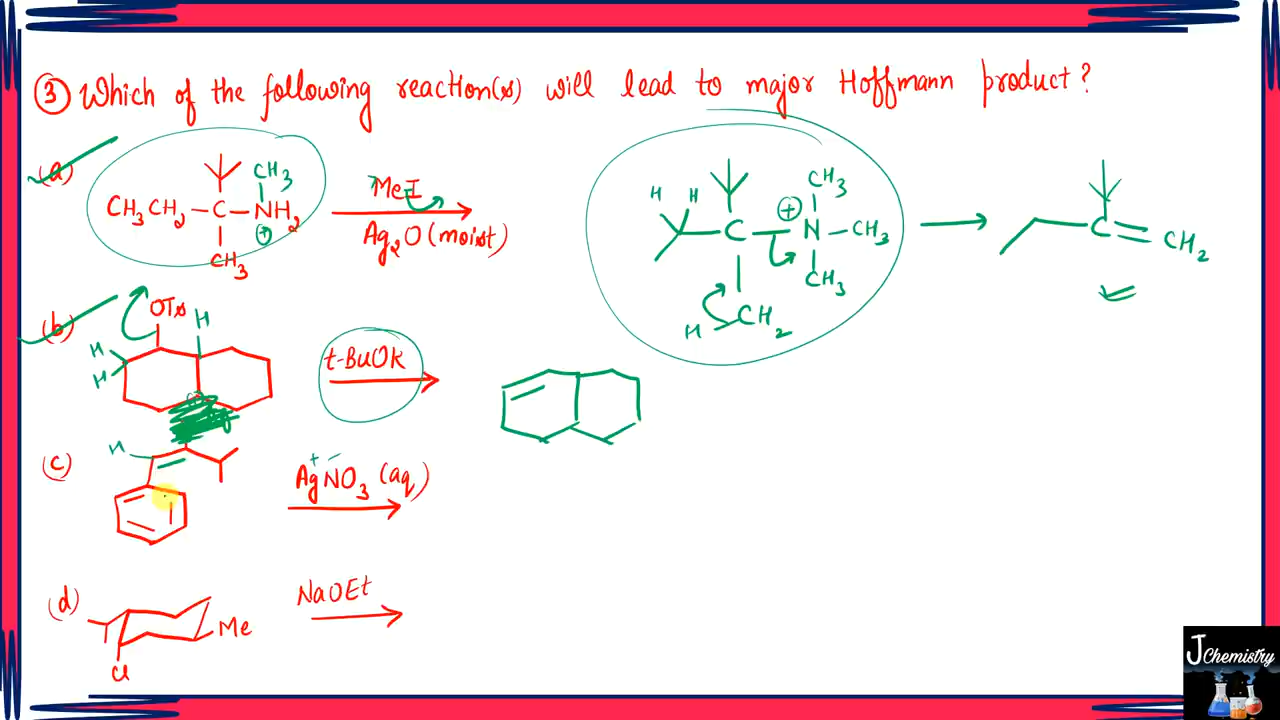 ③ Which of the following reaction(s) will lead to major Hoffmann product?
(a) CH3CH2-C-NH2 CH3 CH3 ⊕ MeI Ag2O (moist)
H H C ⊕ N CH3 CH3 CH3 H CH2
C CH2
(b) OTs H H H t-BuOK
(c) H AgNO3 (aq) + -
(d) Cl Me NaOEt
J Chemistry